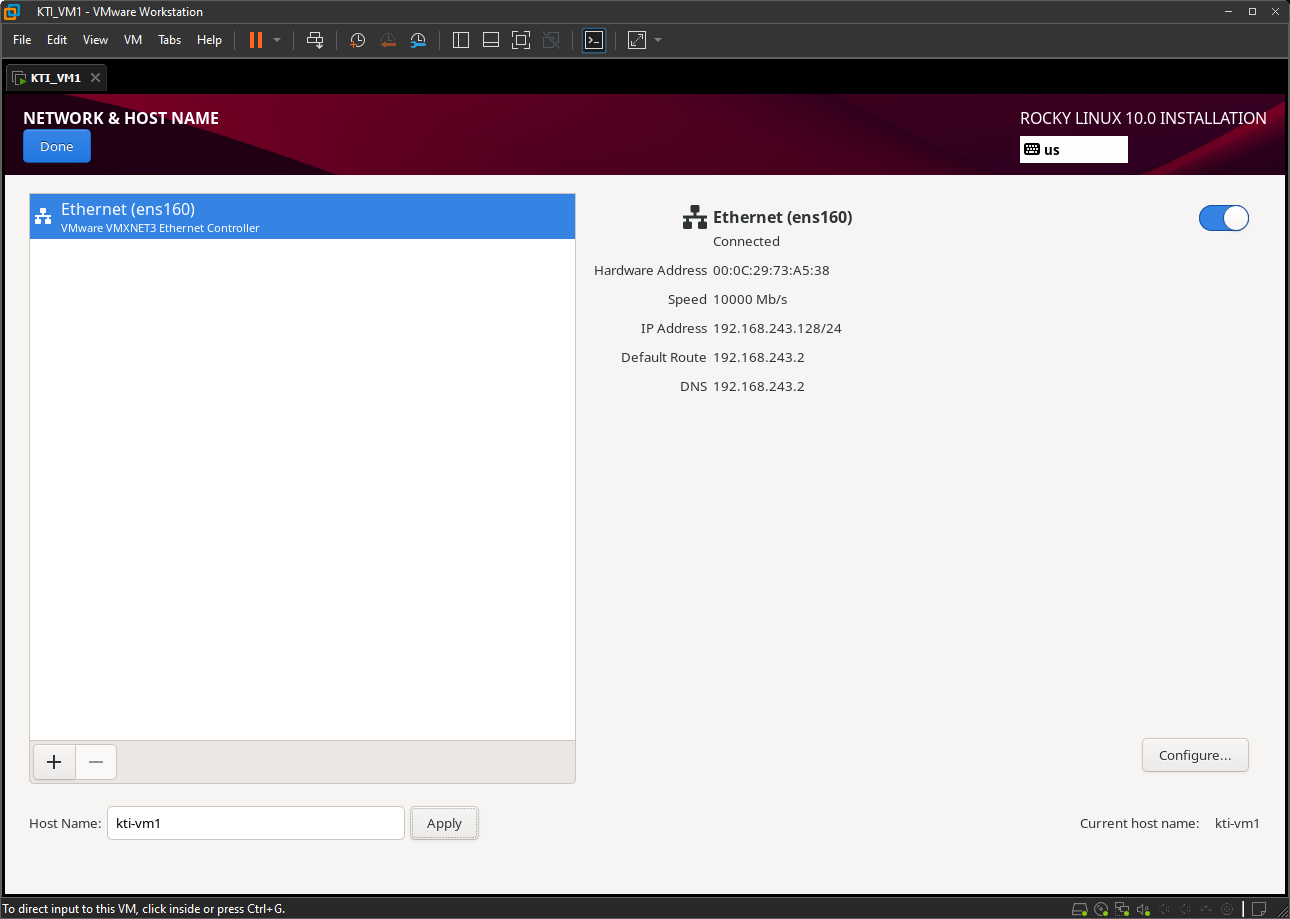 KTI_VM1 - VMware Workstation
File Edit View VM Tabs Help
KTI_VM1
NETWORK & HOST NAME
Done
ROCKY LINUX 10.0 INSTALLATION
us
Ethernet (ens160)
VMware VMXNET3 Ethernet Controller
Ethernet (ens160)
Connected
Hardware Address 00:0C:29:73:A5:38
Speed 10000 Mb/s
IP Address 192.168.243.128/24
Default Route 192.168.243.2
DNS 192.168.243.2
Configure...
Host Name: kti-vm1 Apply
Current host name: kti-vm1
To direct input to this VM, click inside or press Ctrl+G.